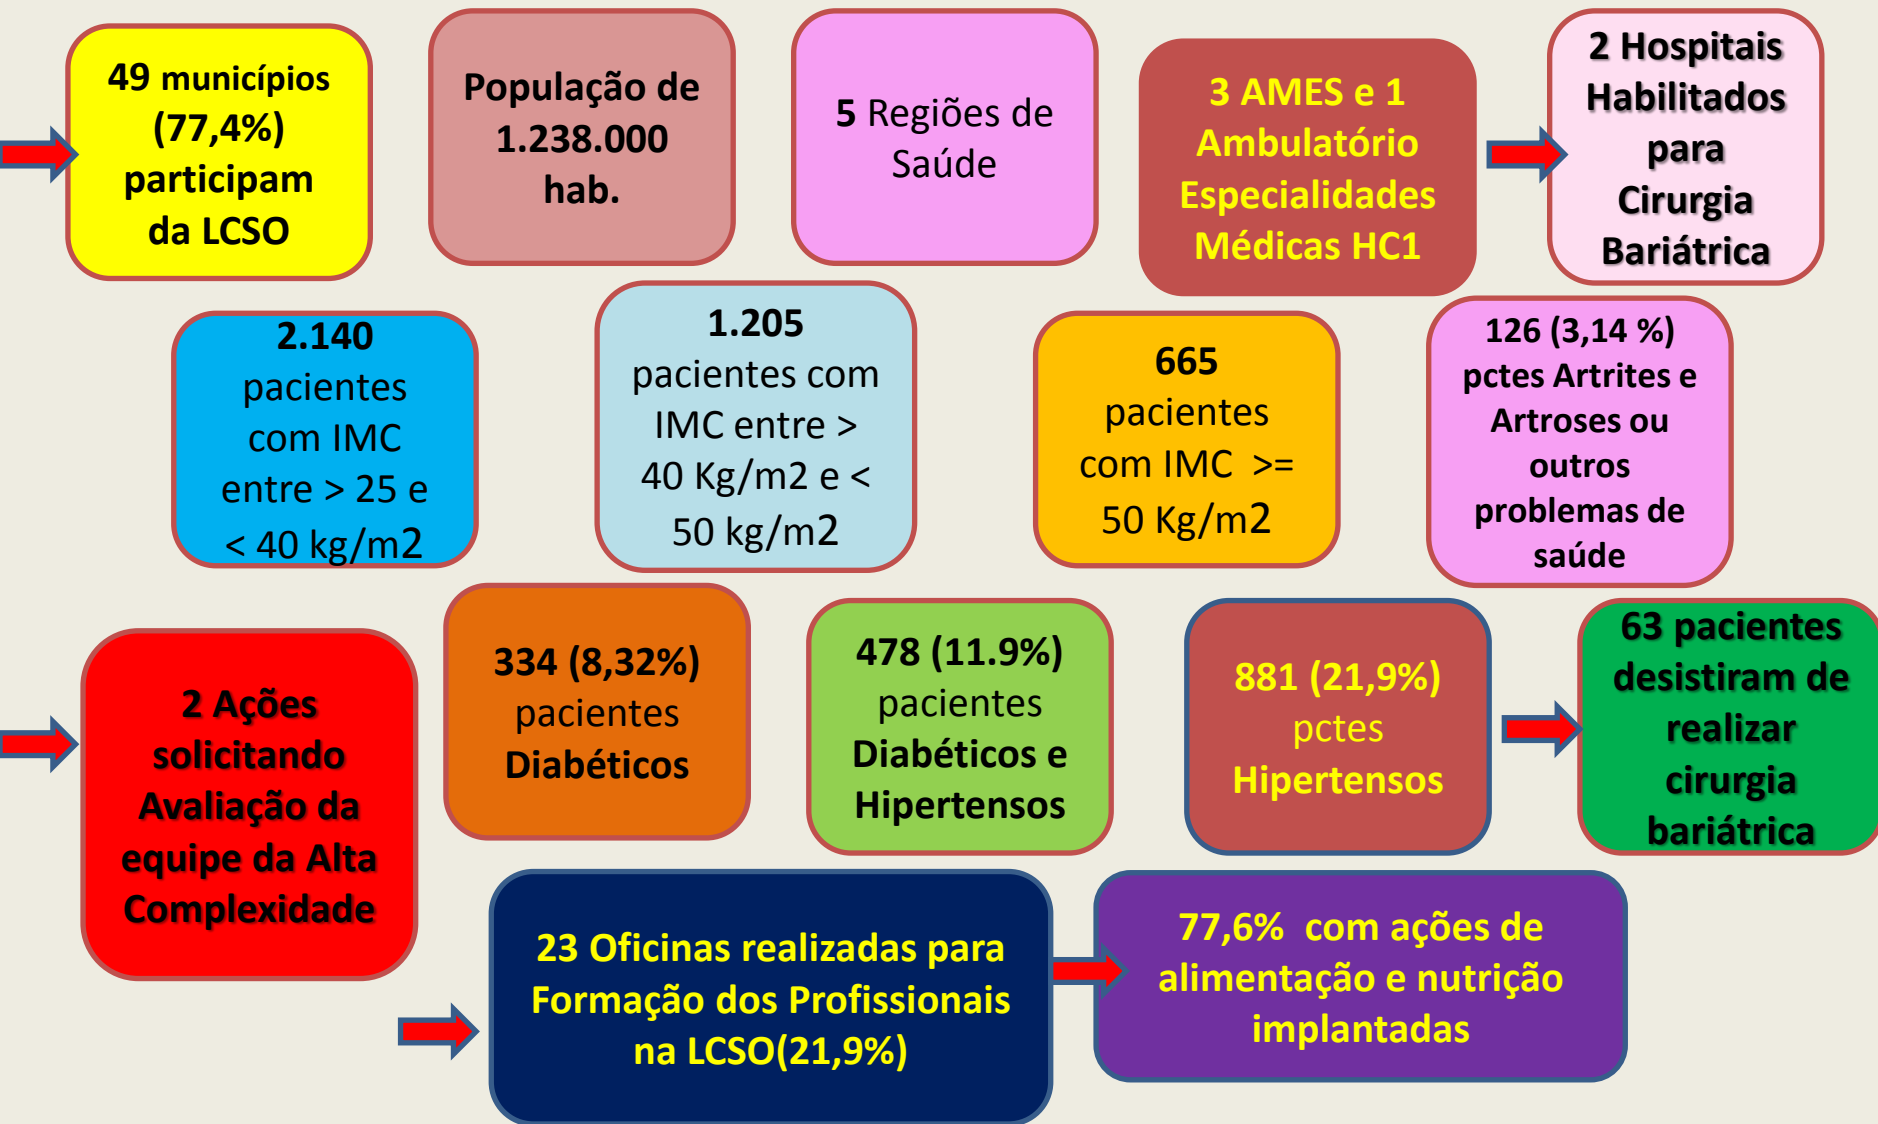 49 municípios
(77,4%)
participam
da LCSO
População de
1.238.000
hab.
5 Regiões de
Saúde
3 AMES e 1
Ambulatório
Especialidades
Médicas HC1
2 Hospitais
Habilitados
para
Cirurgia
Bariátrica
2.140
pacientes
com IMC
entre > 25 e
< 40 kg/m2
1.205
pacientes com
IMC entre >
40 Kg/m2 e <
50 kg/m2
665
pacientes
com IMC >=
50 Kg/m2
126 (3,14 %)
pctes Artrites e
Artroses ou
outros
problemas de
saúde
2 Ações
solicitando
Avaliação da
equipe da Alta
Complexidade
334 (8,32%)
pacientes
Diabéticos
478 (11.9%)
pacientes
Diabéticos e
Hipertensos
881 (21,9%)
pctes
Hipertensos
63 pacientes
desistiram de
realizar
cirurgia
bariátrica
23 Oficinas realizadas para
Formação dos Profissionais
na LCSO(21,9%)
77,6% com ações de
alimentação e nutrição
implantadas